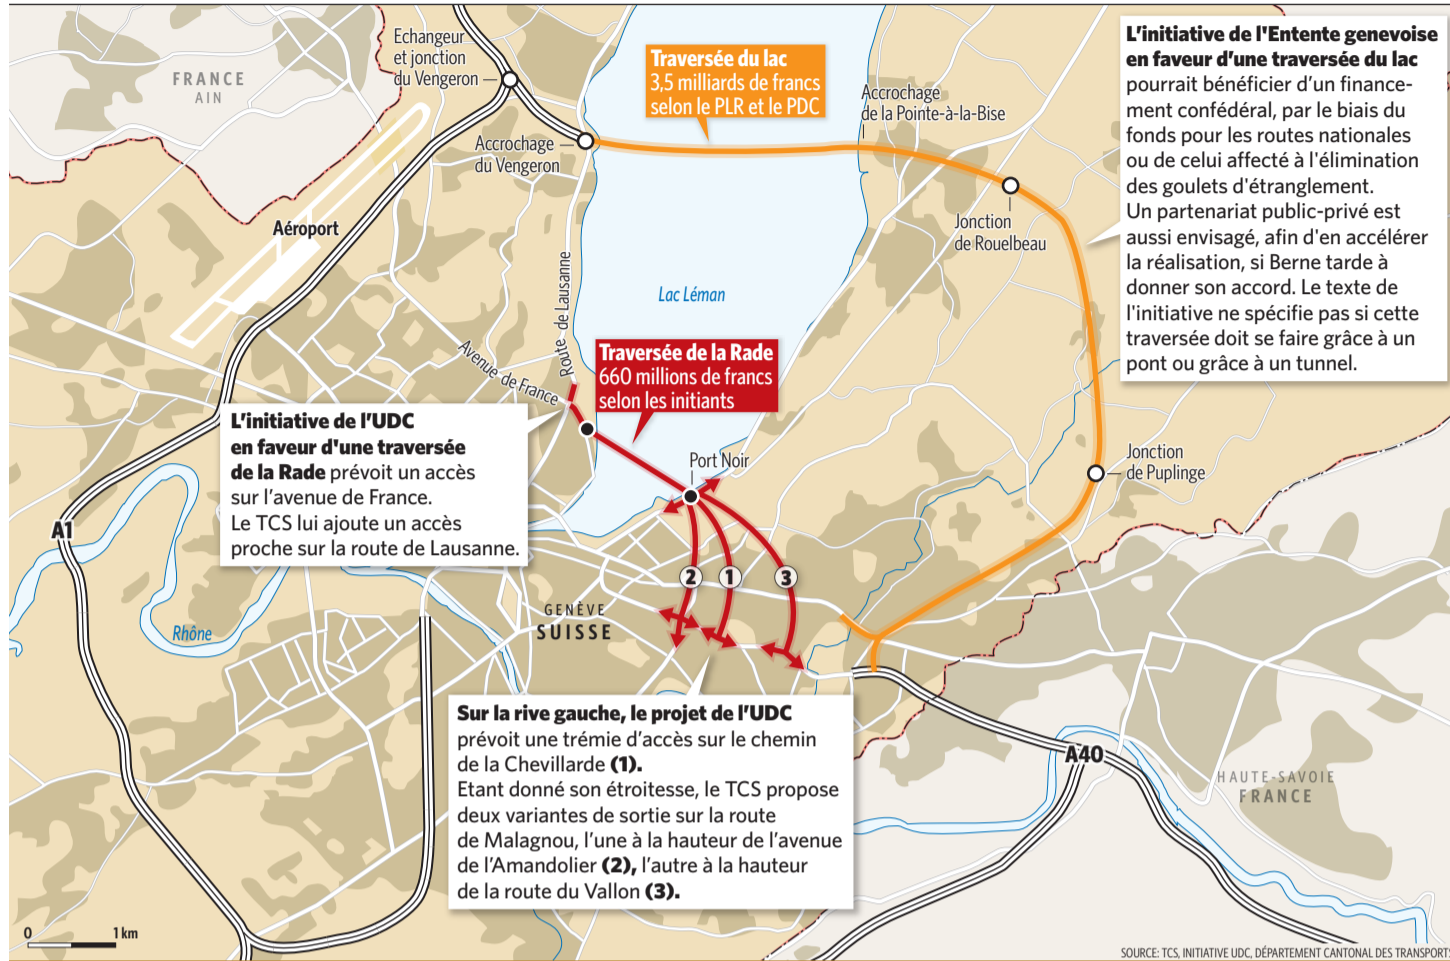 Echangeur
et jonction
du Vengeron
FRANCE
AIN
Traversée du lac
3,5 milliards de francs
selon le PLR et le PDC
Accrochage
de la Pointe-à-la-Bise
L'initiative de l'Entente genevoise
en faveur d'une traversée du lac
pourrait bénéficier d'un finance-
ment confédéral, par le biais du
fonds pour les routes nationales
ou de celui affecté à l'élimination
des goulets d'étranglement.
Un partenariat public-privé est
aussi envisagé, afin d'en accélérer
la réalisation, si Berne tarde à
donner son accord. Le texte de
l'initiative ne spécifie pas si cette
traversée doit se faire grâce à un
pont ou grâce à un tunnel.
Accrochage
du Vengeron
Aéroport
Jonction
de Rouelbeau
Lac Léman
Route de Lausanne
Avenue de France
Traversée de la Rade
660 millions de francs
selon les initiants
L'initiative de l'UDC
en faveur d'une traversée
de la Rade prévoit un accès
sur l'avenue de France.
Le TCS lui ajoute un accès
proche sur la route de Lausanne.
Port Noir
Jonction
de Puplinge
A1
2
1
3
GENÈVE
SUISSE
Rhône
Sur la rive gauche, le projet de l'UDC
prévoit une trémie d'accès sur le chemin
de la Chevillarde (1).
Etant donné son étroitesse, le TCS propose
deux variantes de sortie sur la route
de Malagnou, l'une à la hauteur de l'avenue
de l'Amandolier (2), l'autre à la hauteur
de la route du Vallon (3).
A40
HAUTE-SAVOIE
FRANCE
0 1 km
SOURCE: TCS, INITIATIVE UDC, DÉPARTEMENT CANTONAL DES TRANSPORTS